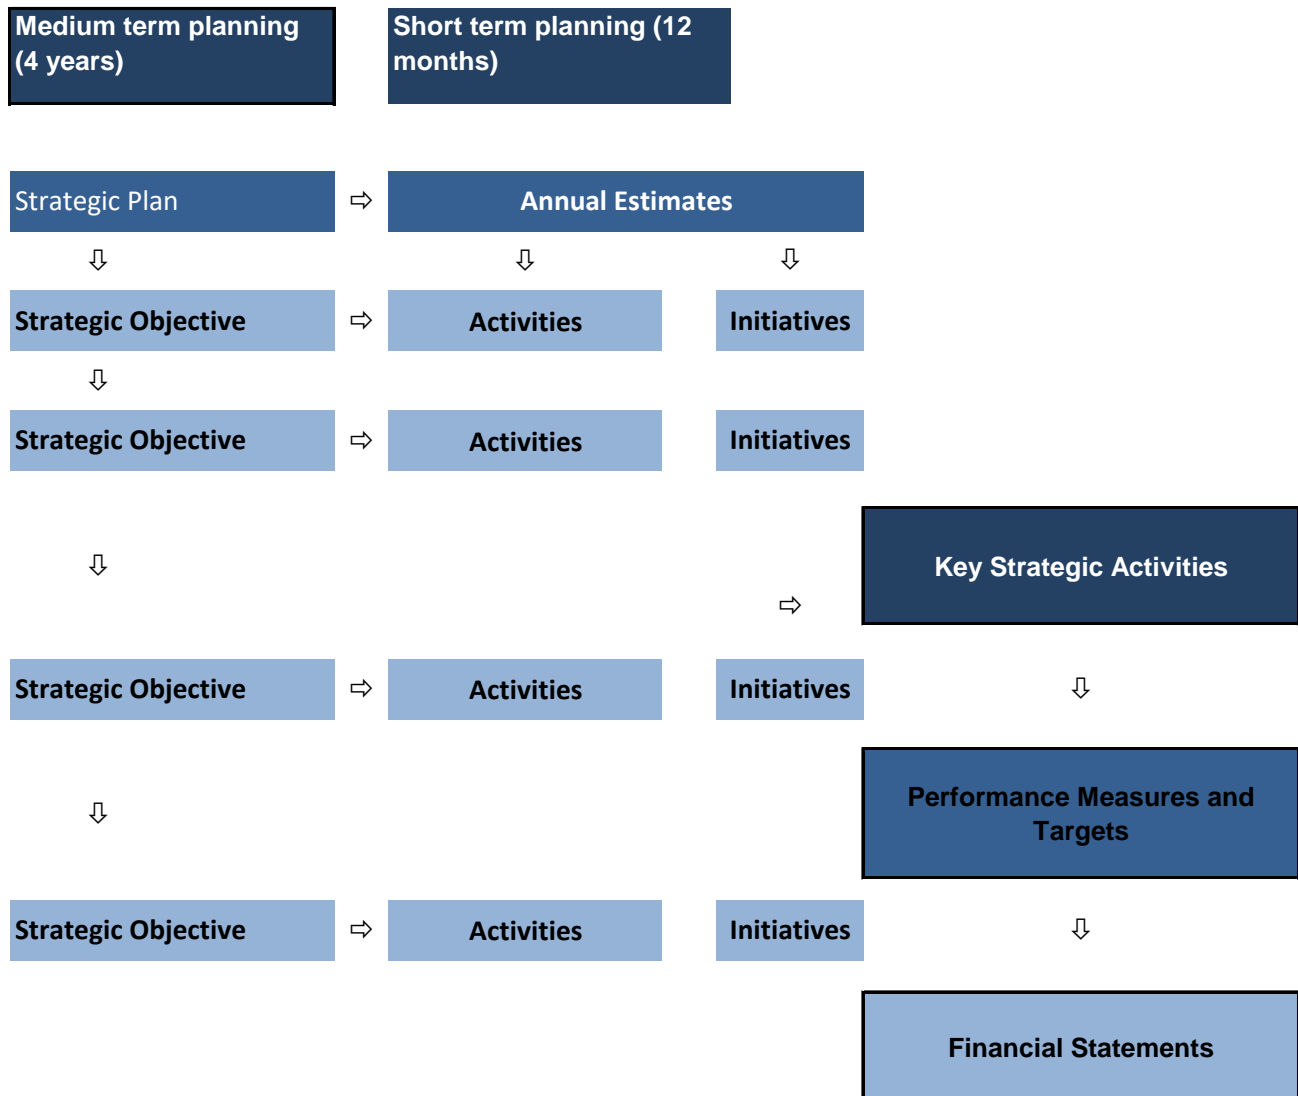 Medium term planning
(4 years)
Short term planning (12
months)
Strategic Plan ⇨ Annual Estimates
⇩ ⇩ ⇩
Strategic Objective ⇨ Activities Initiatives
⇩
Strategic Objective ⇨ Activities Initiatives
⇩
Key Strategic Activities
⇨
Strategic Objective ⇨ Activities Initiatives ⇩
Performance Measures and
Targets
⇩
Strategic Objective ⇨ Activities Initiatives ⇩
Financial Statements